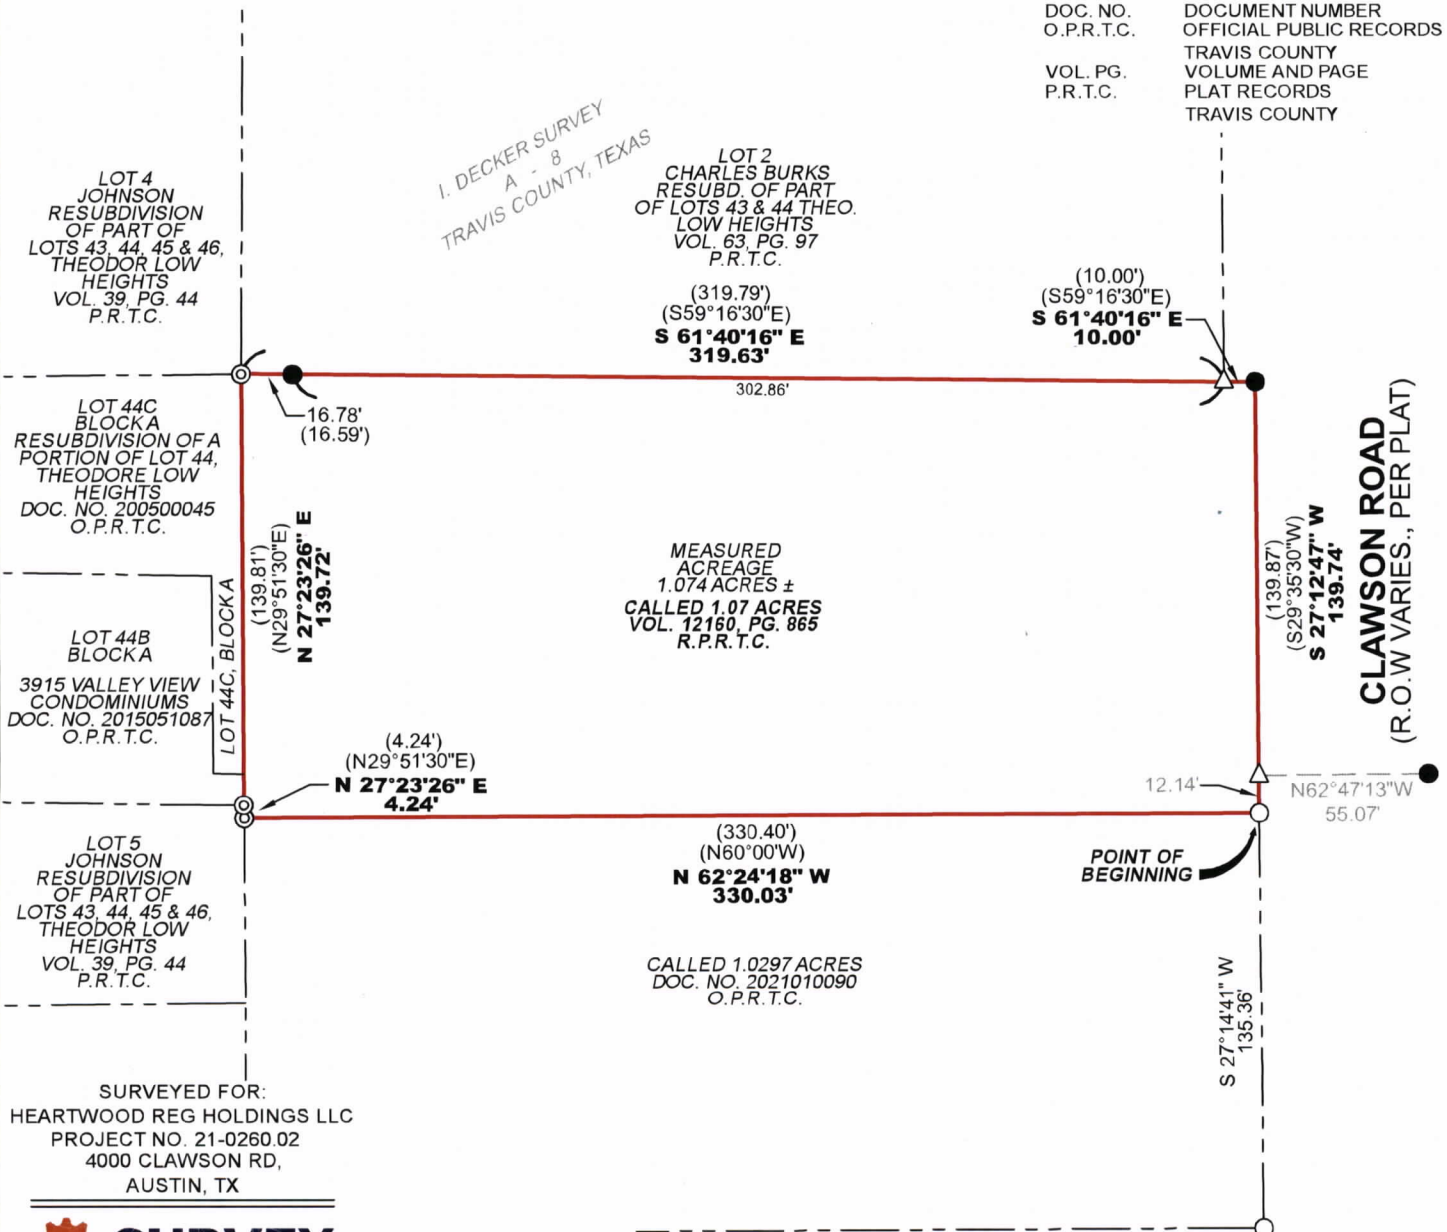 DOC. NO. DOCUMENT NUMBER
O.P.R.T.C. OFFICIAL PUBLIC RECORDS
TRAVIS COUNTY
VOL. PG. VOLUME AND PAGE
P.R.T.C. PLAT RECORDS
TRAVIS COUNTY
I. DECKER SURVEY
A - 8
TRAVIS COUNTY, TEXAS
LOT 4
JOHNSON
RESUBDIVISION
OF PART OF
LOTS 43, 44, 45 & 46,
THEODOR LOW
HEIGHTS
VOL. 39, PG. 44
P.R.T.C.
LOT 2
CHARLES BURKS
RESUBD. OF PART
OF LOTS 43 & 44 THEO.
LOW HEIGHTS
VOL. 63, PG. 97
P.R.T.C.
(319.79')
(S59°16'30"E)
S 61°40'16" E
319.63'
302.86'
(10.00')
(S59°16'30"E)
S 61°40'16" E
10.00'
16.78'
(16.59')
LOT 44C
BLOCK A
RESUBDIVISION OF A
PORTION OF LOT 44,
THEODORE LOW
HEIGHTS
DOC. NO. 200500045
O.P.R.T.C.
(139.81')
(N29°51'30"E)
N 27°23'26" E
139.72'
MEASURED
ACREAGE
1.074 ACRES ±
CALLED 1.07 ACRES
VOL. 12160, PG. 865
R.P.R.T.C.
(139.87')
(S29°35'30"W)
S 27°12'47" W
139.74'
CLAWSON ROAD
(R.O.W VARIES., PER PLAT)
LOT 44B
BLOCK A
3915 VALLEY VIEW
CONDOMINIUMS
DOC. NO. 2015051087
O.P.R.T.C.
LOT 44C, BLOCK A
(4.24')
(N29°51'30"E)
N 27°23'26" E
4.24'
12.14'
N62°47'13"W
55.07'
(330.40')
(N60°00'W)
N 62°24'18" W
330.03'
POINT OF
BEGINNING
LOT 5
JOHNSON
RESUBDIVISION
OF PART OF
LOTS 43, 44, 45 & 46,
THEODOR LOW
HEIGHTS
VOL. 39, PG. 44
P.R.T.C.
CALLED 1.0297 ACRES
DOC. NO. 2021010090
O.P.R.T.C.
S 27°14'41" W
135.36'
SURVEYED FOR:
HEARTWOOD REG HOLDINGS LLC
PROJECT NO. 21-0260.02
4000 CLAWSON RD,
AUSTIN, TX
SURVEY